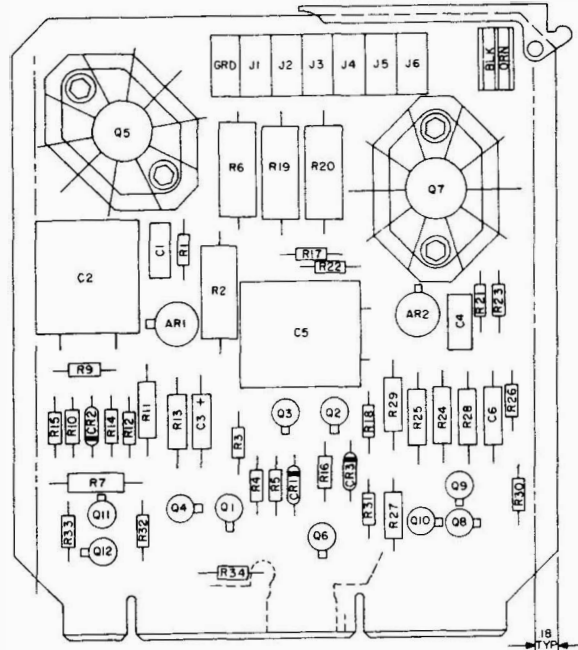 GRD J1 J2 J3 J4 J5 J6
BLK
ORN
Q5
R6
R19
R20
Q7
C2
C1
R1
R2
R17
R22
C5
AR1
AR2
C4
R21
R23
R9
R15
R10
CR2
R14
R12
R11
R13
C3 +
R3
Q3
Q2
R18
R29
R25
R24
R28
C6
R26
R7
R4
R5
CR1
R16
CR3
R31
R27
Q9
Q10
Q8
R30
Q11
Q4
Q1
Q6
R33
R32
Q12
R34
18
TYP